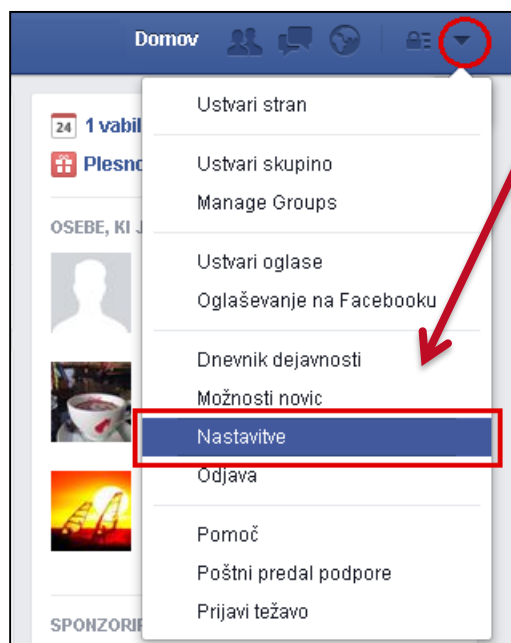 Domov
24 1 vabil
Plesno
OSEBE, KI J
SPONZORIR
Ustvari stran
Ustvari skupino
Manage Groups
Ustvari oglase
Oglaševanje na Facebooku
Dnevnik dejavnosti
Možnosti novic
Nastavitve
Odjava
Pomoč
Poštni predal podpore
Prijavi težavo